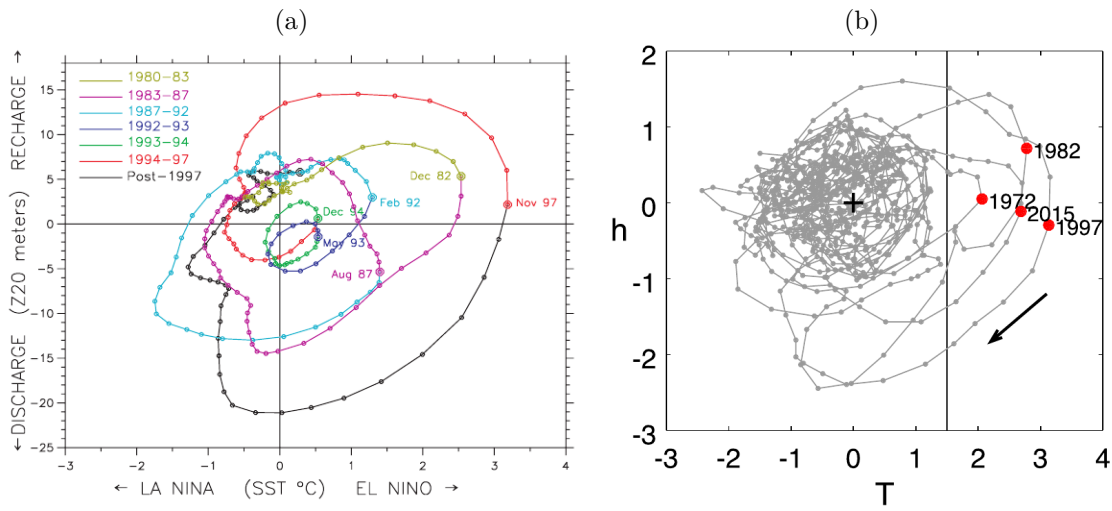 (a)
(b)
1980-83
1983-87
1987-92
1992-93
1993-94
1994-97
Post-1997
Dec 82
Feb 92
Nov 97
Dec 94
May 93
Aug 87
←DISCHARGE (Z20 meters) RECHARGE →
15
10
5
0
-5
-10
-15
-20
-25
-3 -2 -1 0 1 2 3 4
← LA NINA (SST °C) EL NINO →
2
1
0
-1
-2
-3
h
1982
1972
2015
1997
-3 -2 -1 0 1 2 3 4
T